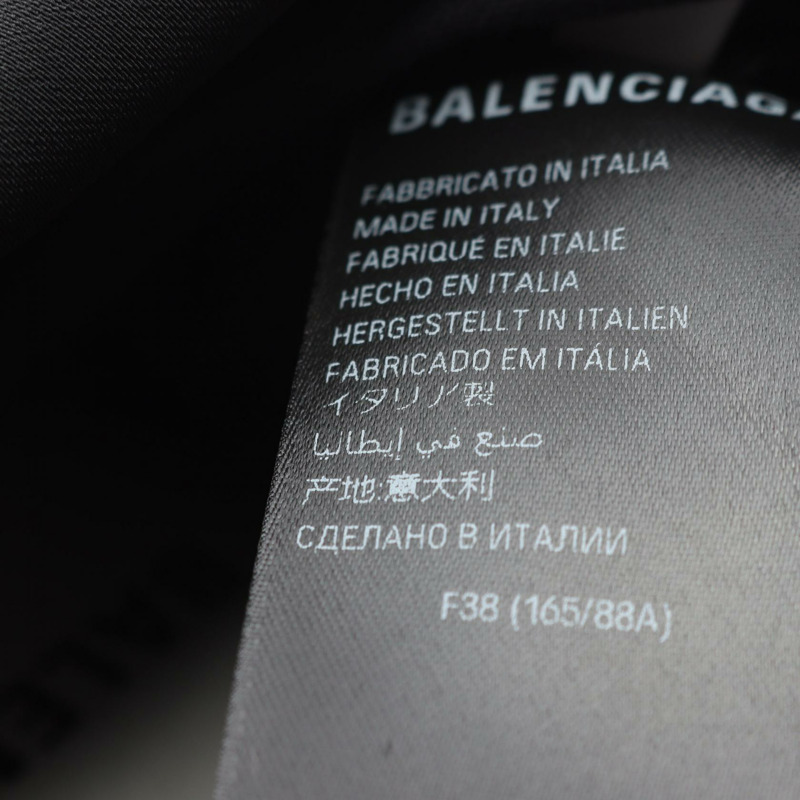 BALENCIAGA
FABBRICATO IN ITALIA
MADE IN ITALY
FABRIQUÉ EN ITALIE
HECHO EN ITALIA
HERGESTELLT IN ITALIEN
FABRICADO EM ITÁLIA
イタリア製
صنع في إيطاليا
产地:意大利
СДЕЛАНО В ИТАЛИИ
F38 (165/88A)